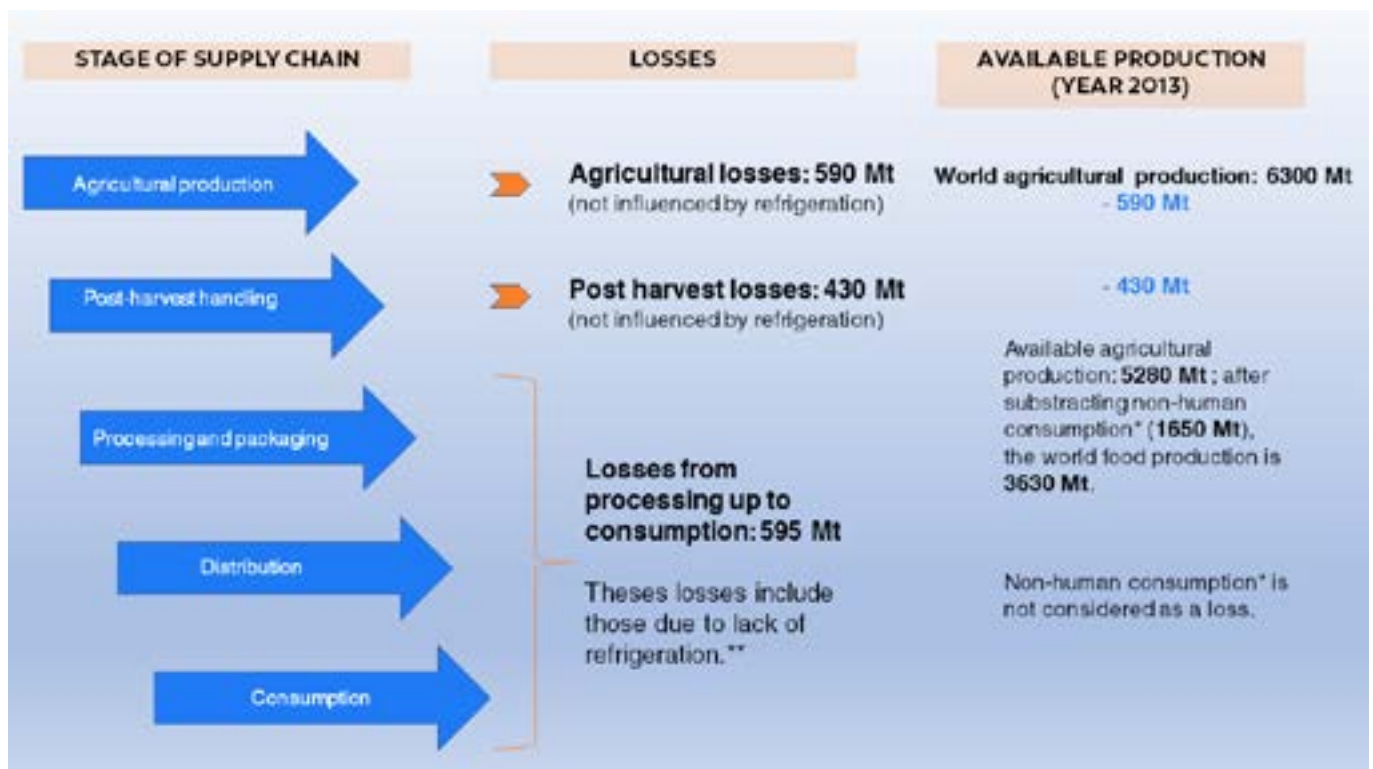 STAGE OF SUPPLY CHAIN
LOSSES
AVAILABLE PRODUCTION
(YEAR 2013)
Agricultural production
Agricultural losses: 590 Mt
(not influenced by refrigeration)
World agricultural production: 6300 Mt
- 590 Mt
Post-harvest handling
Post harvest losses: 430 Mt
(not influenced by refrigeration)
- 430 Mt
Available agricultural
production: 5280 Mt ; after
substracting non-human
consumption* (1650 Mt),
the world food production is
3630 Mt.
Processing and packaging
Losses from
processing up to
consumption: 595 Mt
Distribution
Theses losses include
those due to lack of
refrigeration.**
Non-human consumption* is
not considered as a loss.
Consumption